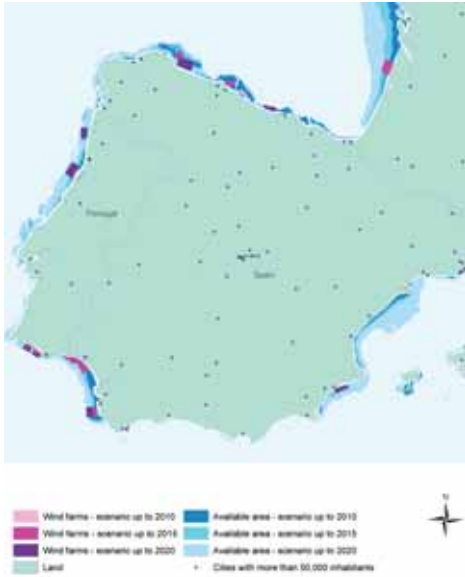 Portugal
Spain
Wind farms - scenario up to 2010
Wind farms - scenario up to 2015
Wind farms - scenario up to 2020
Land
Available area - scenario up to 2010
Available area - scenario up to 2015
Available area - scenario up to 2020
Cities with more than 50,000 inhabitants
N